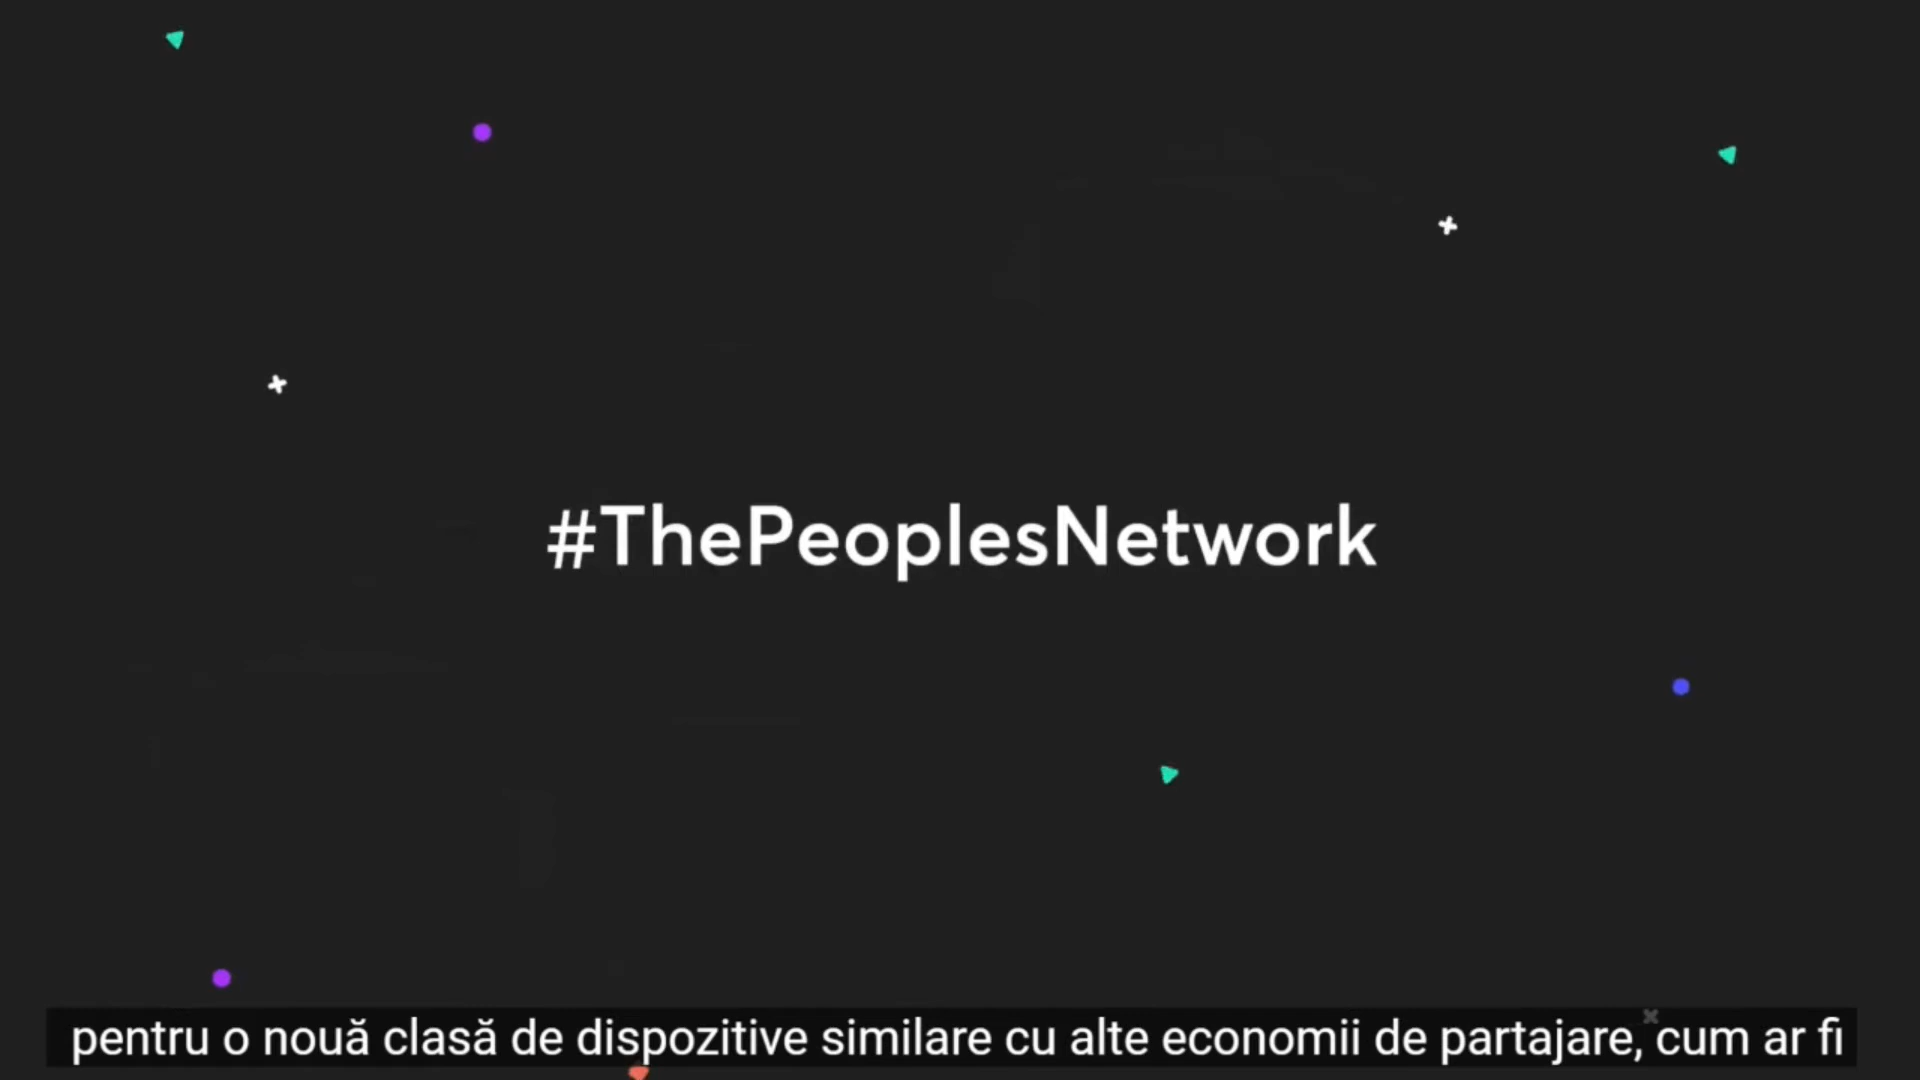 #ThePeoplesNetwork
pentru o nouă clasă de dispozitive similare cu alte economii de partajare, cum ar fi